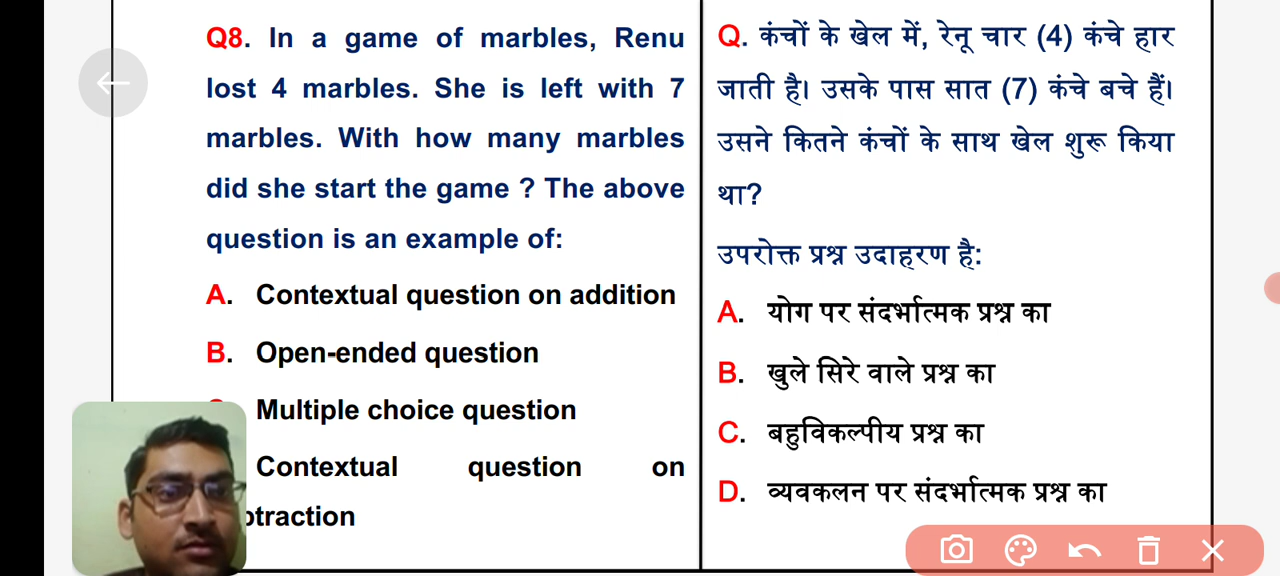 Q8. In a game of marbles, Renu
lost 4 marbles. She is left with 7
marbles. With how many marbles
did she start the game ? The above
question is an example of:
A. Contextual question on addition
B. Open-ended question
Multiple choice question
Contextual question on
Q. कंचों के खेल में, रेनू चार (4) कंचे हार
जाती है। उसके पास सात (7) कंचे बचे हैं।
उसने कितने कंचों के साथ खेल शुरू किया
था?
उपरोक्त प्रश्न उदाहरण है:
A. योग पर संदर्भात्मक प्रश्न का
B. खुले सिरे वाले प्रश्न का
C. बहुविकल्पीय प्रश्न का
D. व्यवकलन पर संदर्भात्मक प्रश्न का